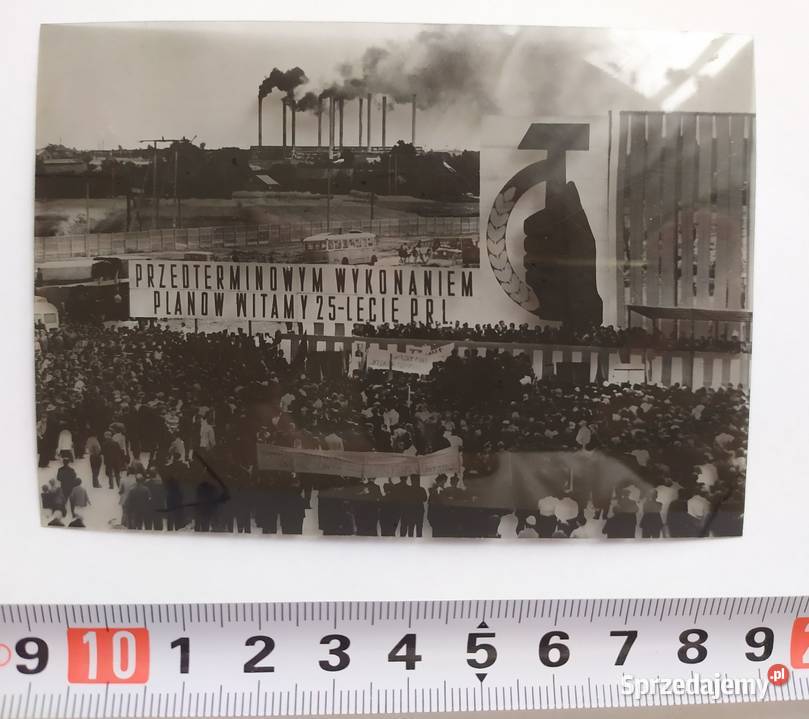 PRZEDTERMINOWYM WYKONANIEM
PLANÓW WITAMY 25-LECIE P.R.L.
9 10 1 2 3 4 5 6 7 8 9 2
Sprzedajemy.pl